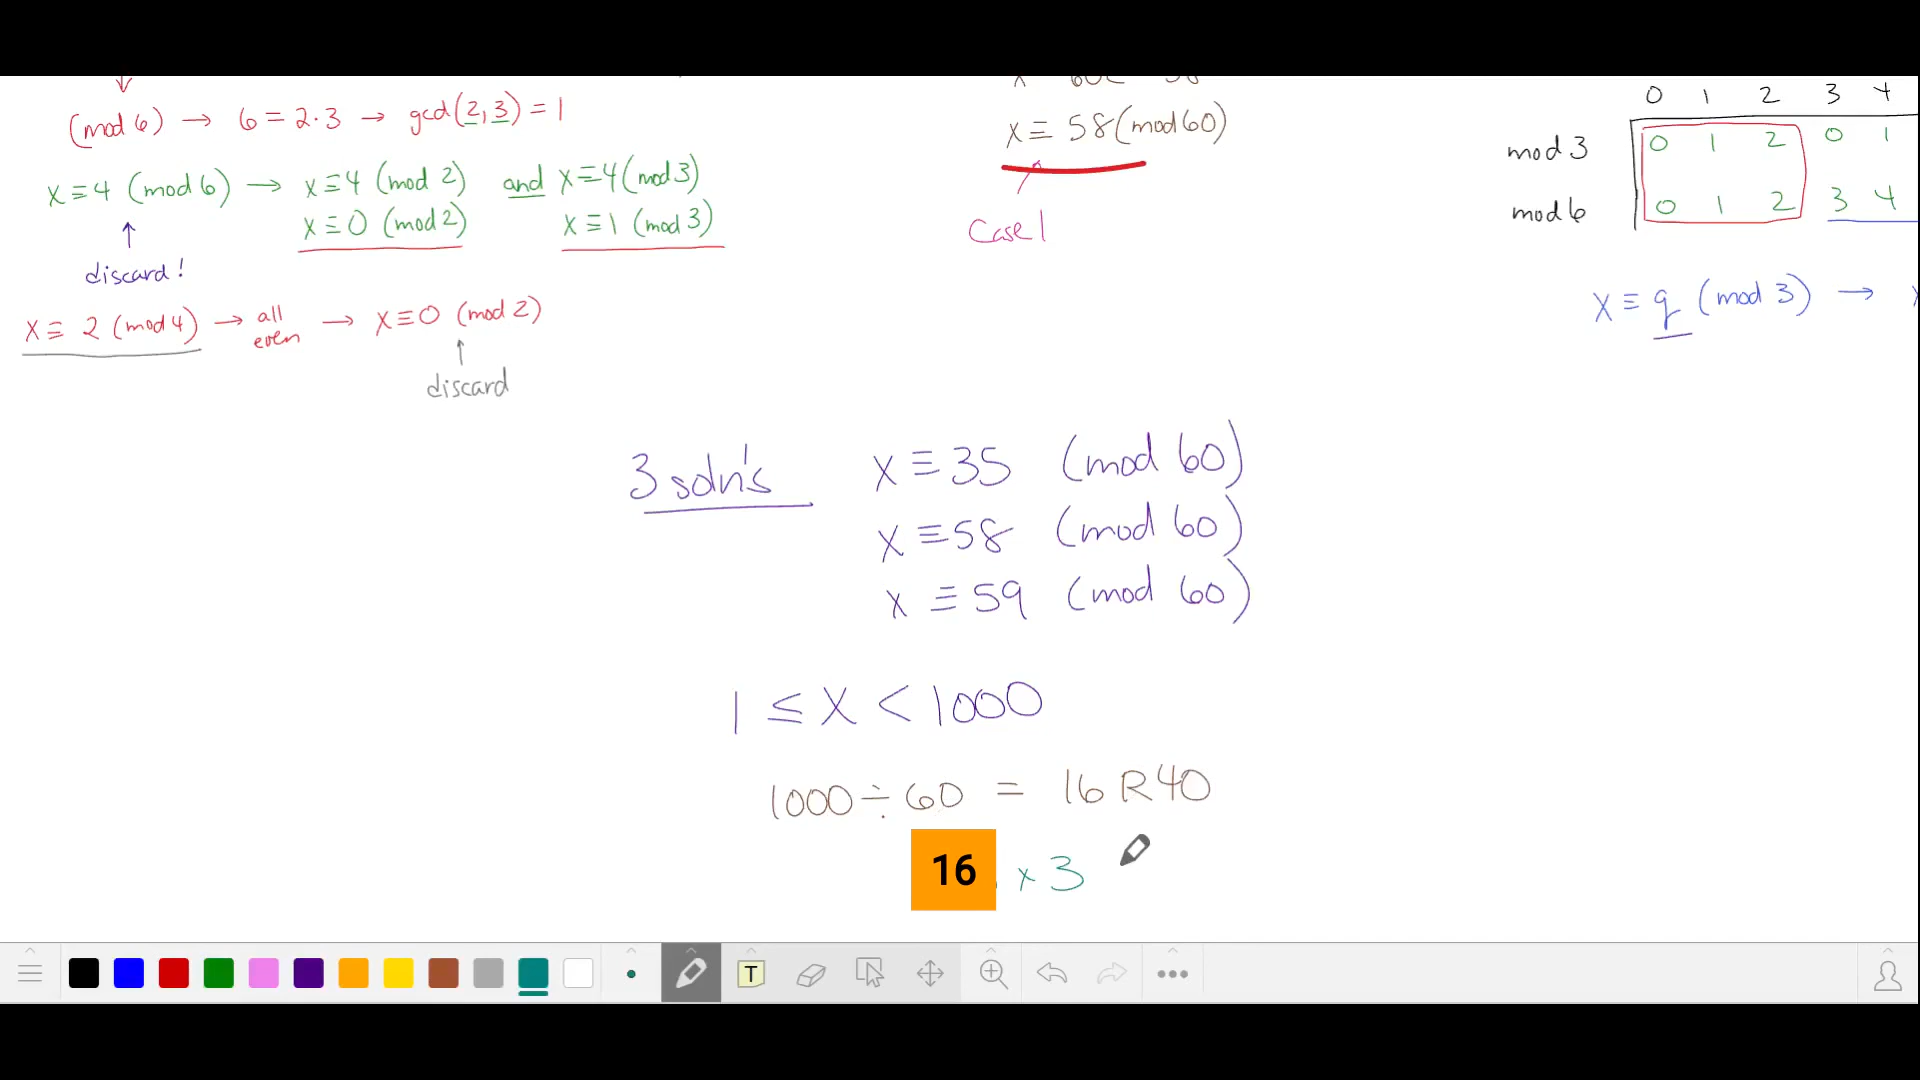 (mod 6) → 6 = 2·3 → gcd(2,3) = 1
x ≡ 4 (mod 6) → x ≡ 4 (mod 2) and x ≡ 4 (mod 3)
x ≡ 0 (mod 2) x ≡ 1 (mod 3)
discard!
x ≡ 2 (mod 4) → all even → x ≡ 0 (mod 2)
discard
x ≡ 58 (mod 60)
Case 1
0 1 2 3 4
mod 3 0 1 2 0 1
mod 6 0 1 2 3 4
x ≡ q (mod 3) →
3 soln's x ≡ 35 (mod 60)
x ≡ 58 (mod 60)
x ≡ 59 (mod 60)
1 ≤ x < 1000
1000 ÷ 60 = 16 R40
16 × 3
T